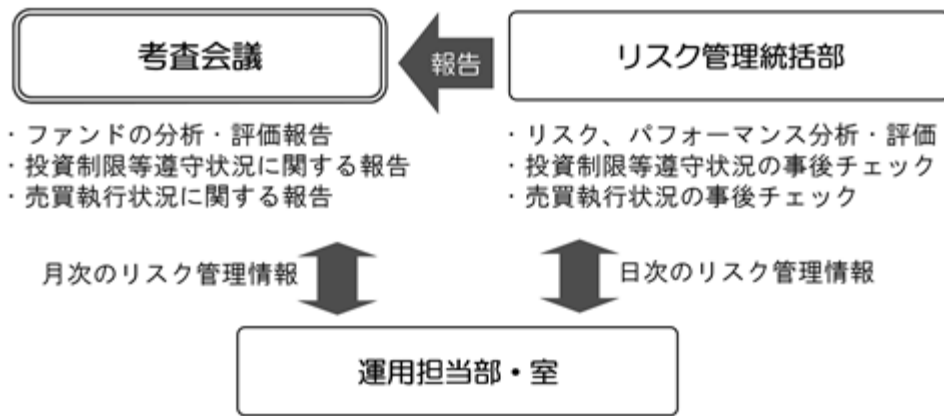 考査会議
報告
リスク管理統括部
・ファンドの分析・評価報告
・投資制限等遵守状況に関する報告
・売買執行状況に関する報告
・リスク、パフォーマンス分析・評価
・投資制限等遵守状況の事後チェック
・売買執行状況の事後チェック
月次のリスク管理情報
日次のリスク管理情報
運用担当部・室